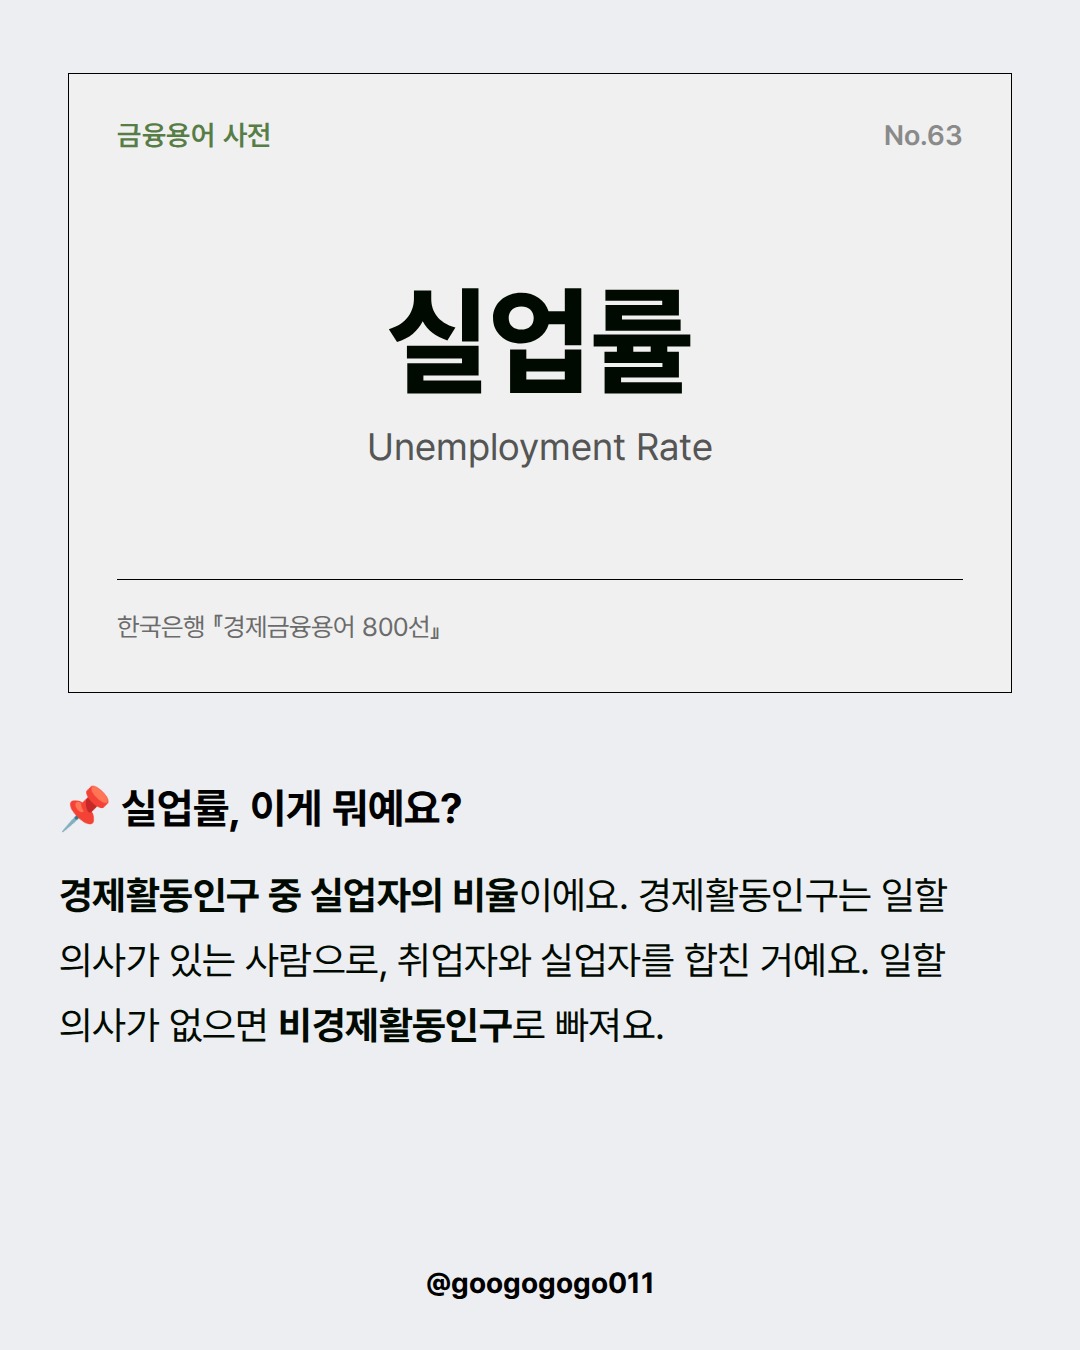 금융용어 사전
No.63
실업률
Unemployment Rate
한국은행 『경제금융용어 800선』
📌 실업률, 이게 뭐예요?
경제활동인구 중 실업자의 비율이에요. 경제활동인구는 일할
의사가 있는 사람으로, 취업자와 실업자를 합친 거예요. 일할
의사가 없으면 비경제활동인구로 빠져요.
@googogogo011